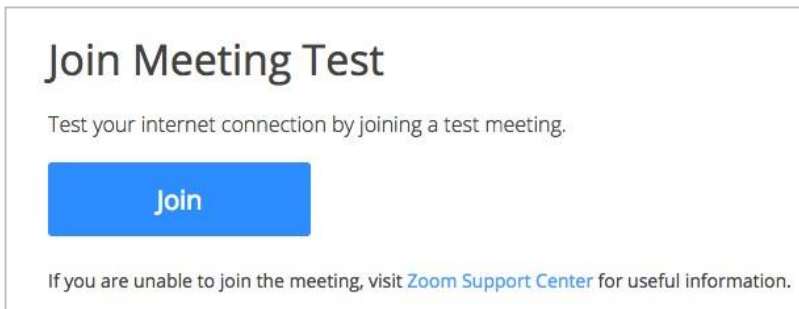 Join Meeting Test
Test your internet connection by joining a test meeting.
Join
If you are unable to join the meeting, visit Zoom Support Center for useful information.